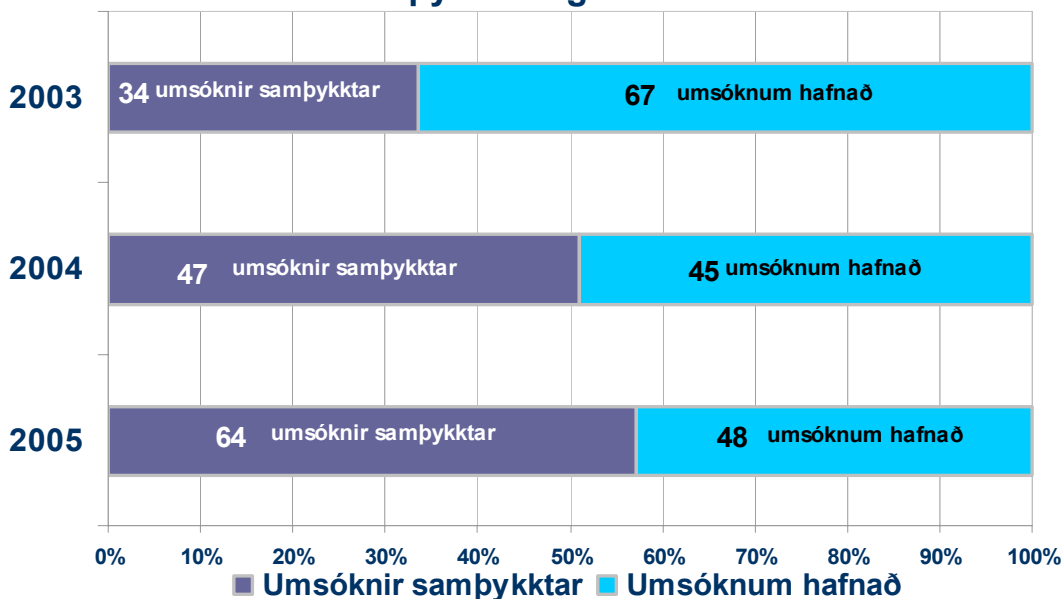 2003 34 umsóknir samþykktar 67 umsóknum hafnað
2004 47 umsóknir samþykktar 45 umsóknum hafnað
2005 64 umsóknir samþykktar 48 umsóknum hafnað
0% 10% 20% 30% 40% 50% 60% 70% 80% 90% 100%
Umsóknir samþykktar Umsóknum hafnað